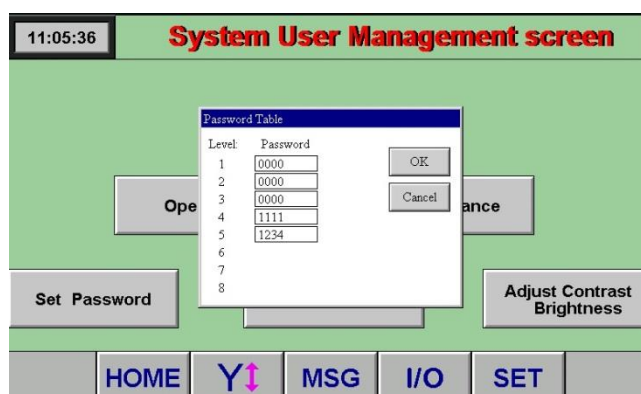 11:05:36
System User Management screen
Password Table
Level: Password
1 0000
2 0000
3 0000
4 1111
5 1234
6
7
8
OK
Cancel
Ope
ance
Set Password
Adjust Contrast
Brightness
HOME
Y
MSG
I/O
SET